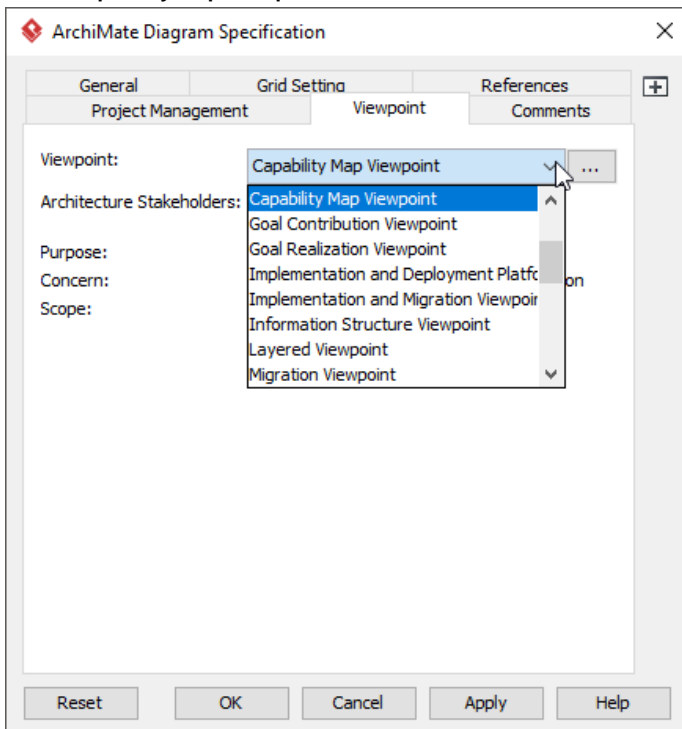 ArchiMate Diagram Specification
General Grid Setting References
Project Management Viewpoint Comments
Viewpoint: Capability Map Viewpoint ...
Architecture Stakeholders: Capability Map Viewpoint
Goal Contribution Viewpoint
Purpose: Goal Realization Viewpoint
Concern: Implementation and Deployment Platfo on
Scope: Implementation and Migration Viewpoin
Information Structure Viewpoint
Layered Viewpoint
Migration Viewpoint
Reset OK Cancel Apply Help